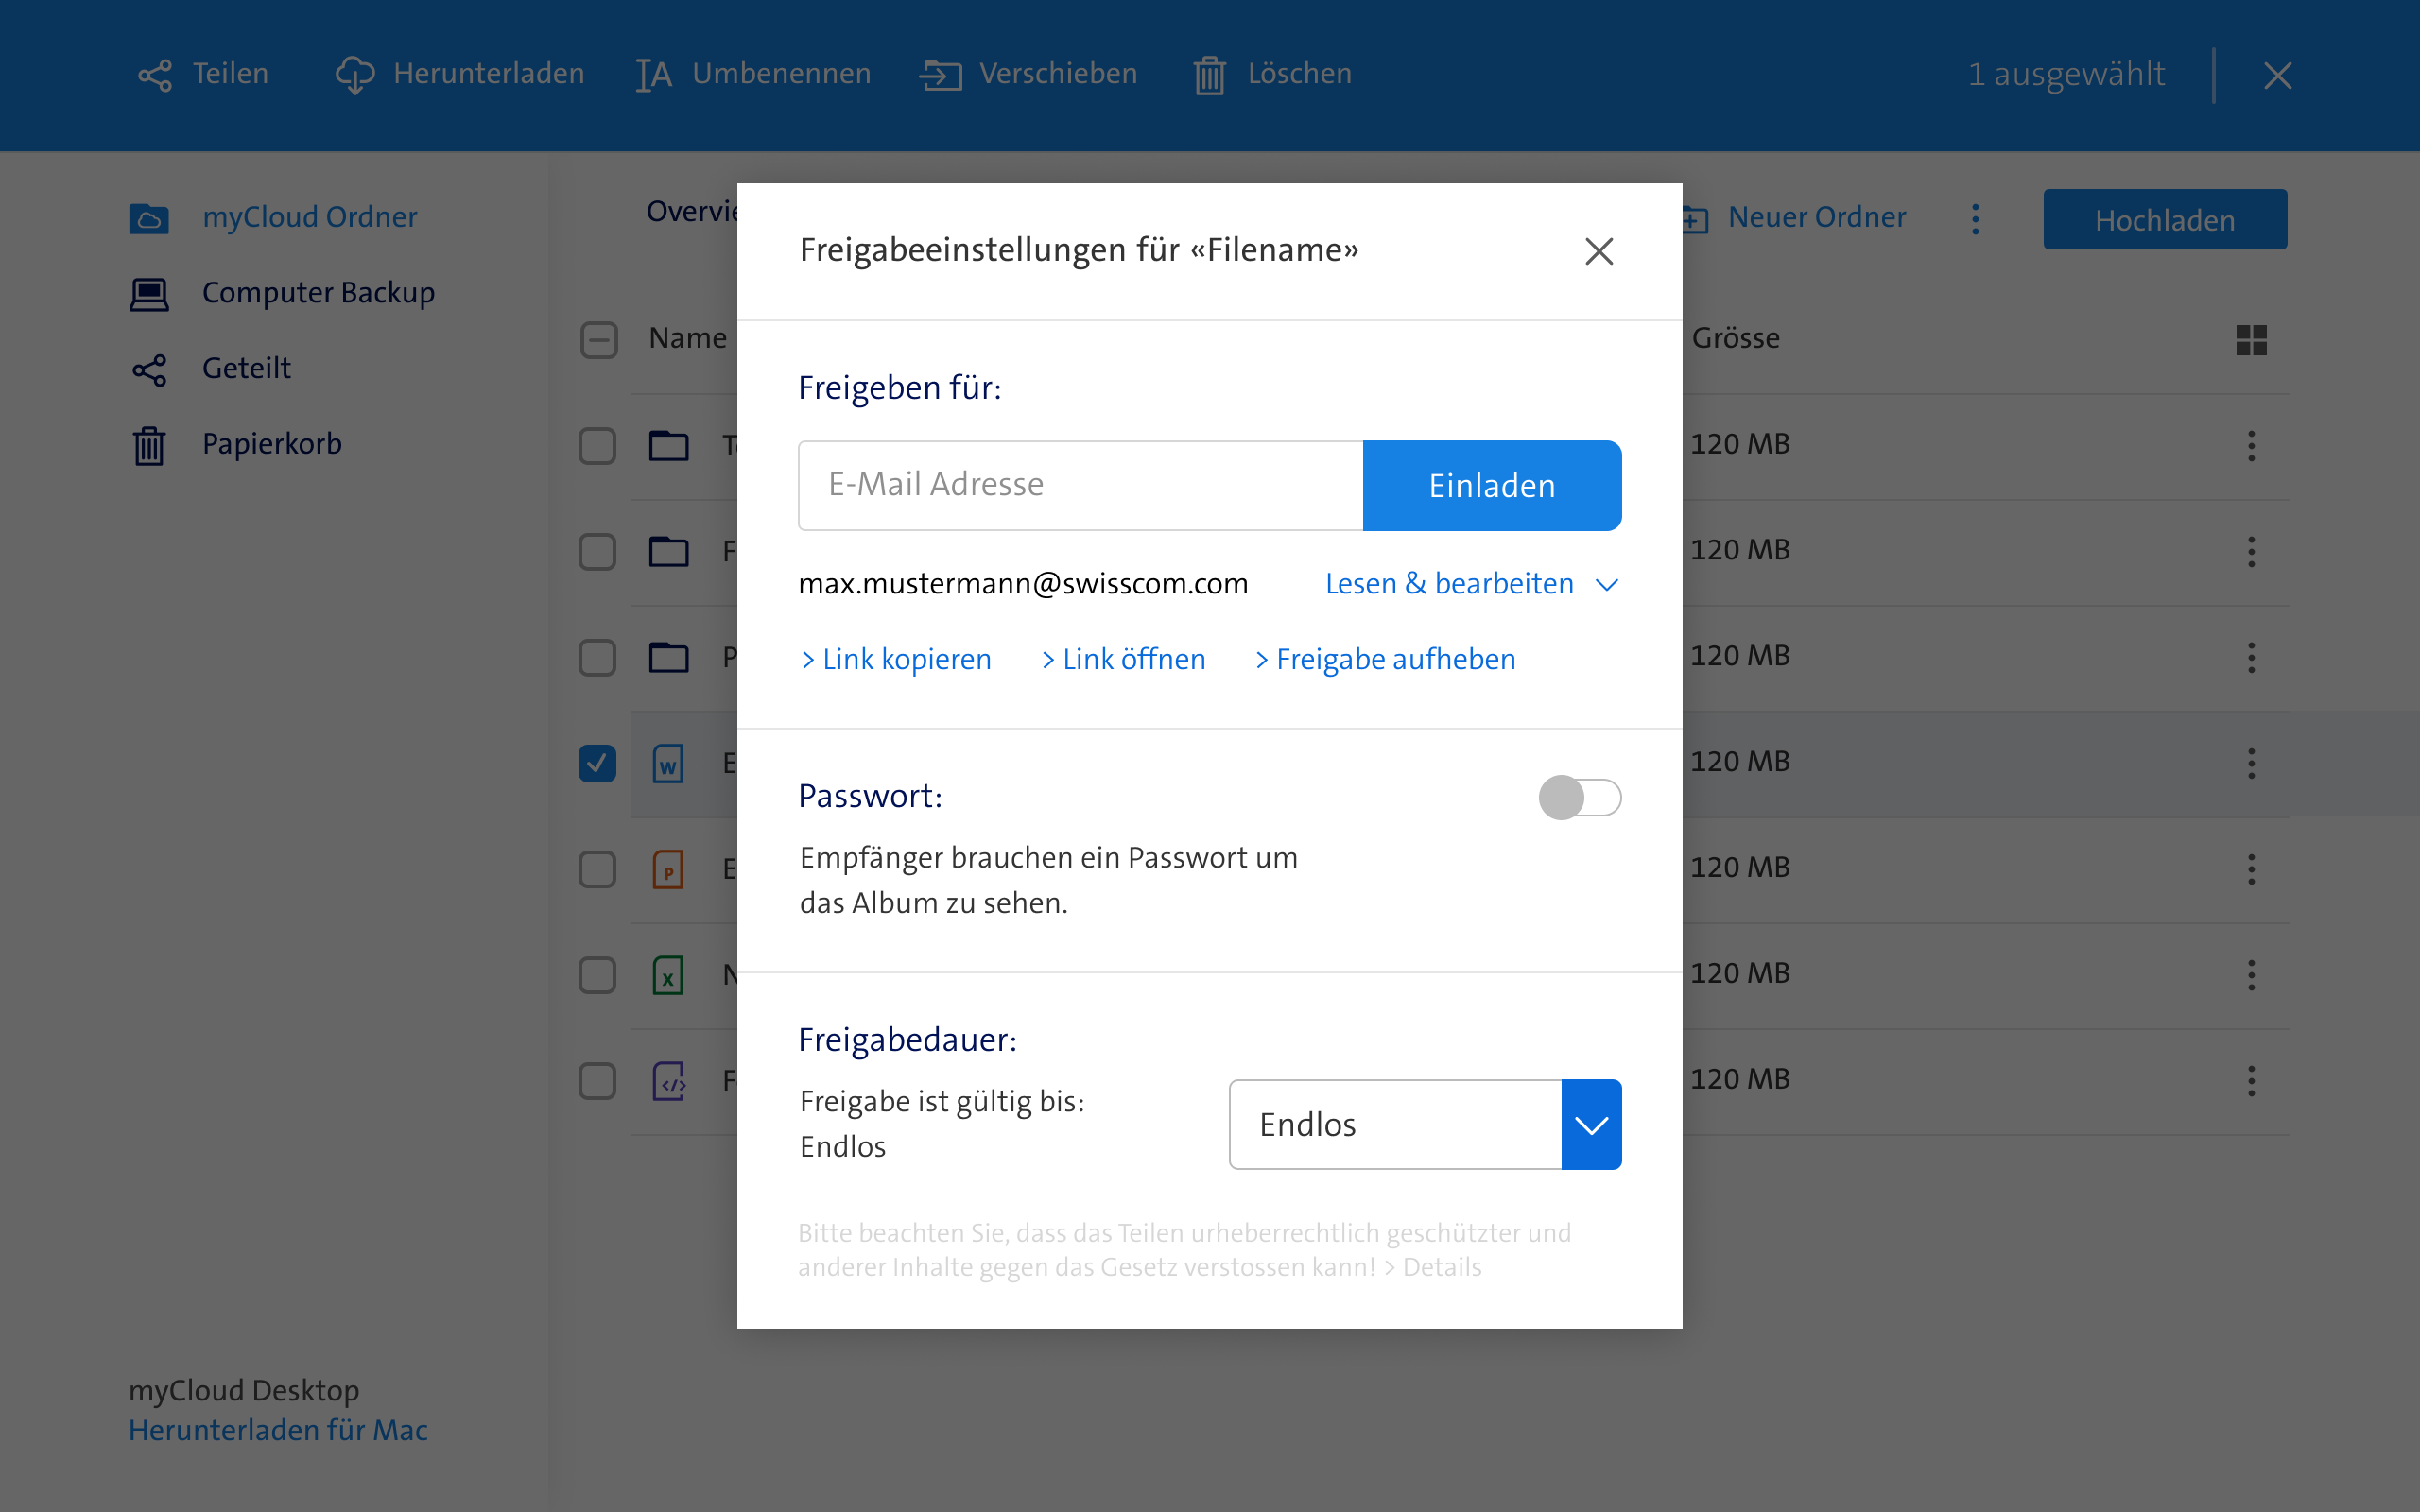 Teilen
Herunterladen
Umbenennen
Verschieben
Löschen
1 ausgewählt
myCloud Ordner
Computer Backup
Geteilt
Papierkorb
Neuer Ordner
Hochladen
Name
Grösse
120 MB
120 MB
120 MB
120 MB
120 MB
120 MB
120 MB
Freigabeeinstellungen für «Filename»
Freigeben für:
E-Mail Adresse
Einladen
max.mustermann@swisscom.com
Lesen & bearbeiten
> Link kopieren
> Link öffnen
> Freigabe aufheben
Passwort:
Empfänger brauchen ein Passwort um
das Album zu sehen.
Freigabedauer:
Freigabe ist gültig bis:
Endlos
Endlos
Bitte beachten Sie, dass das Teilen urheberrechtlich geschützter und
anderer Inhalte gegen das Gesetz verstossen kann! > Details
myCloud Desktop
Herunterladen für Mac